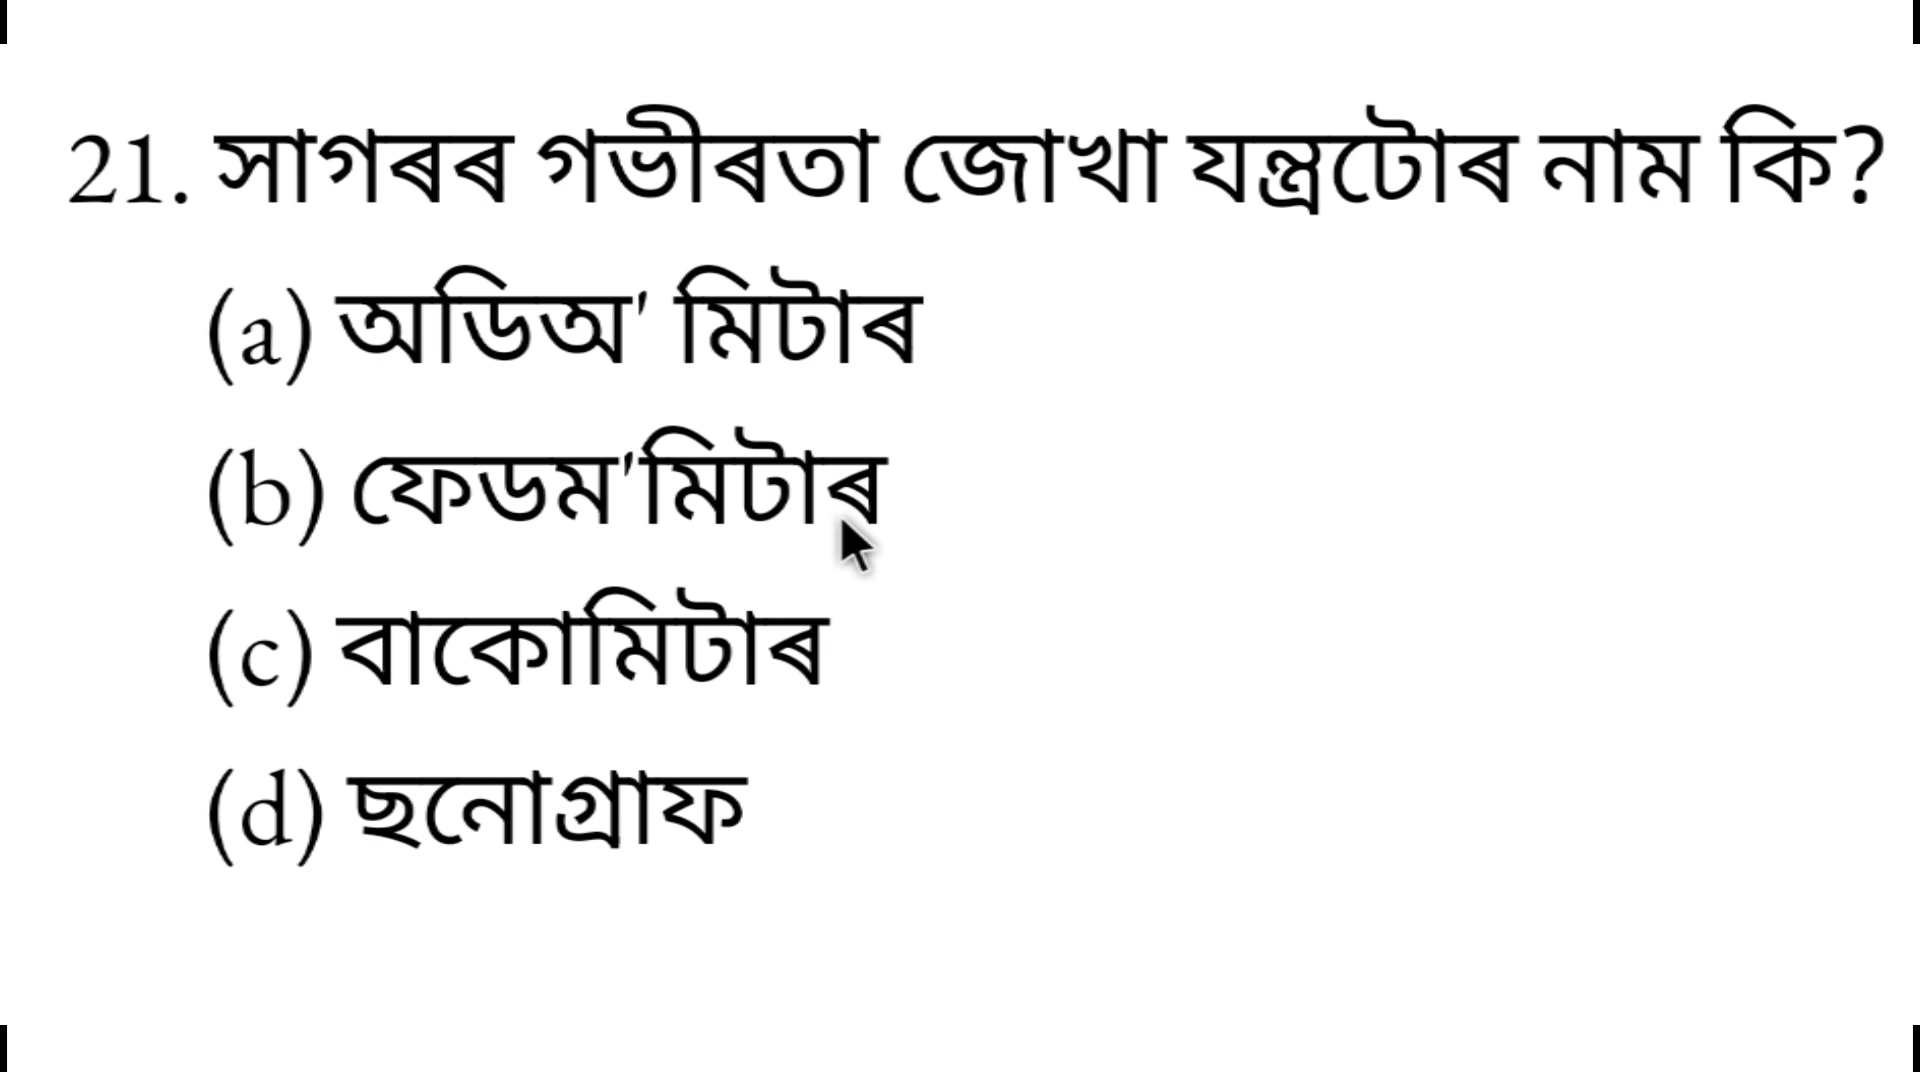 21. সাগৰৰ গভীৰতা জোখা যন্ত্ৰটোৰ নাম কি?
(a) অডিঅ' মিটাৰ
(b) ফেডম'মিটাৰ
(c) বাকোমিটাৰ
(d) ছনোগ্ৰাফ